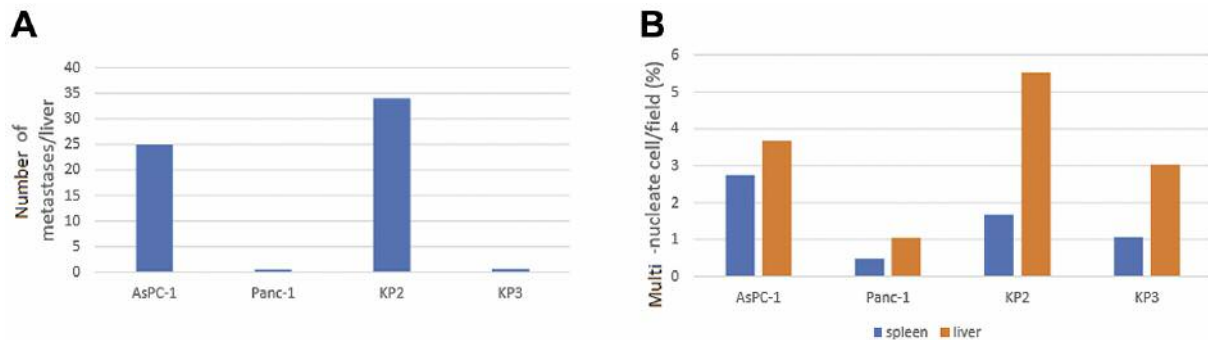 A
Number of
metastases/liver
40
35
30
25
20
15
10
5
0
AsPC-1 Panc-1 KP2 KP3
B
Multi -nucleate cell/field (%)
6
5
4
3
2
1
0
AsPC-1 Panc-1 KP2 KP3
spleen liver